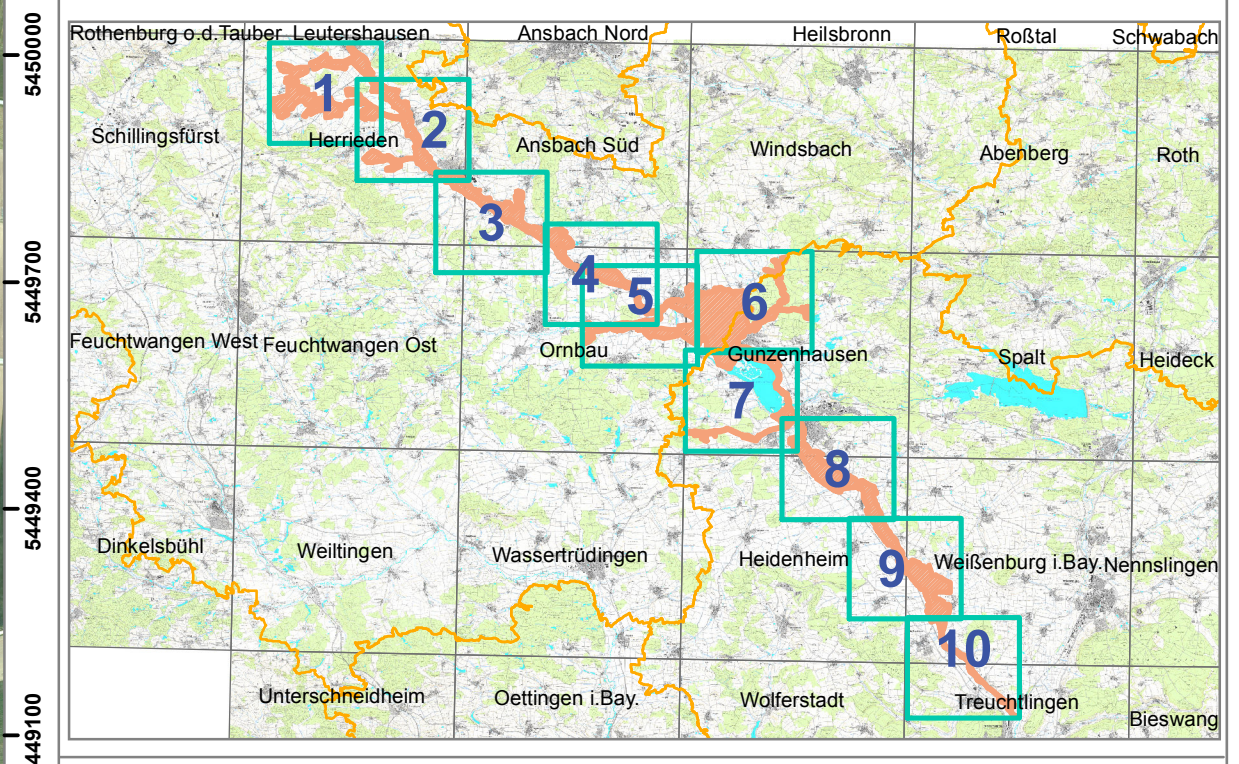 5450000
Rothenburg o.d.Tauber Leutershausen Ansbach Nord Heilsbronn Roßtal Schwabach
1
2
Schillingsfürst Herrieden Ansbach Süd Windsbach Abenberg Roth
3
5449700
4
5
6
Feuchtwangen West Feuchtwangen Ost Ornbau Gunzenhausen Spalt Heideck
7
8
5449400
Dinkelsbühl Weiltingen Wassertrüdingen Heidenheim 9 Weißenburg i.Bay. Nennslingen
10
Unterschneidheim Oettingen i.Bay. Wolferstadt Treuchtlingen Bieswang
449100